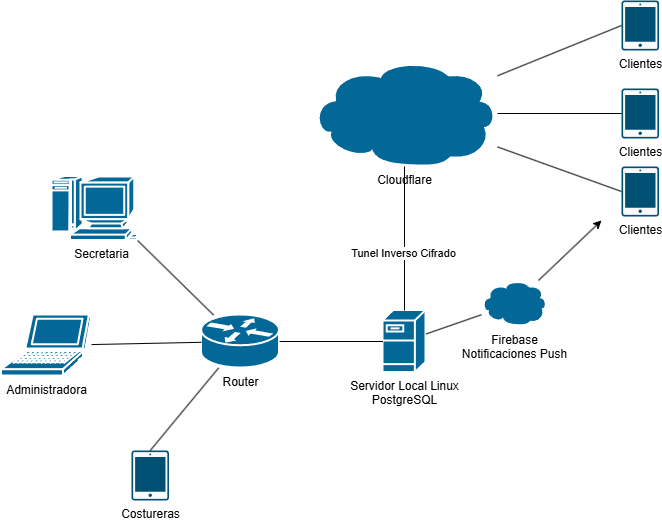 Clientes
Clientes
Cloudflare
Clientes
Secretaria
Tunel Inverso Cifrado
Firebase
Notificaciones Push
Router
Administradora
Servidor Local Linux
PostgreSQL
Costureras